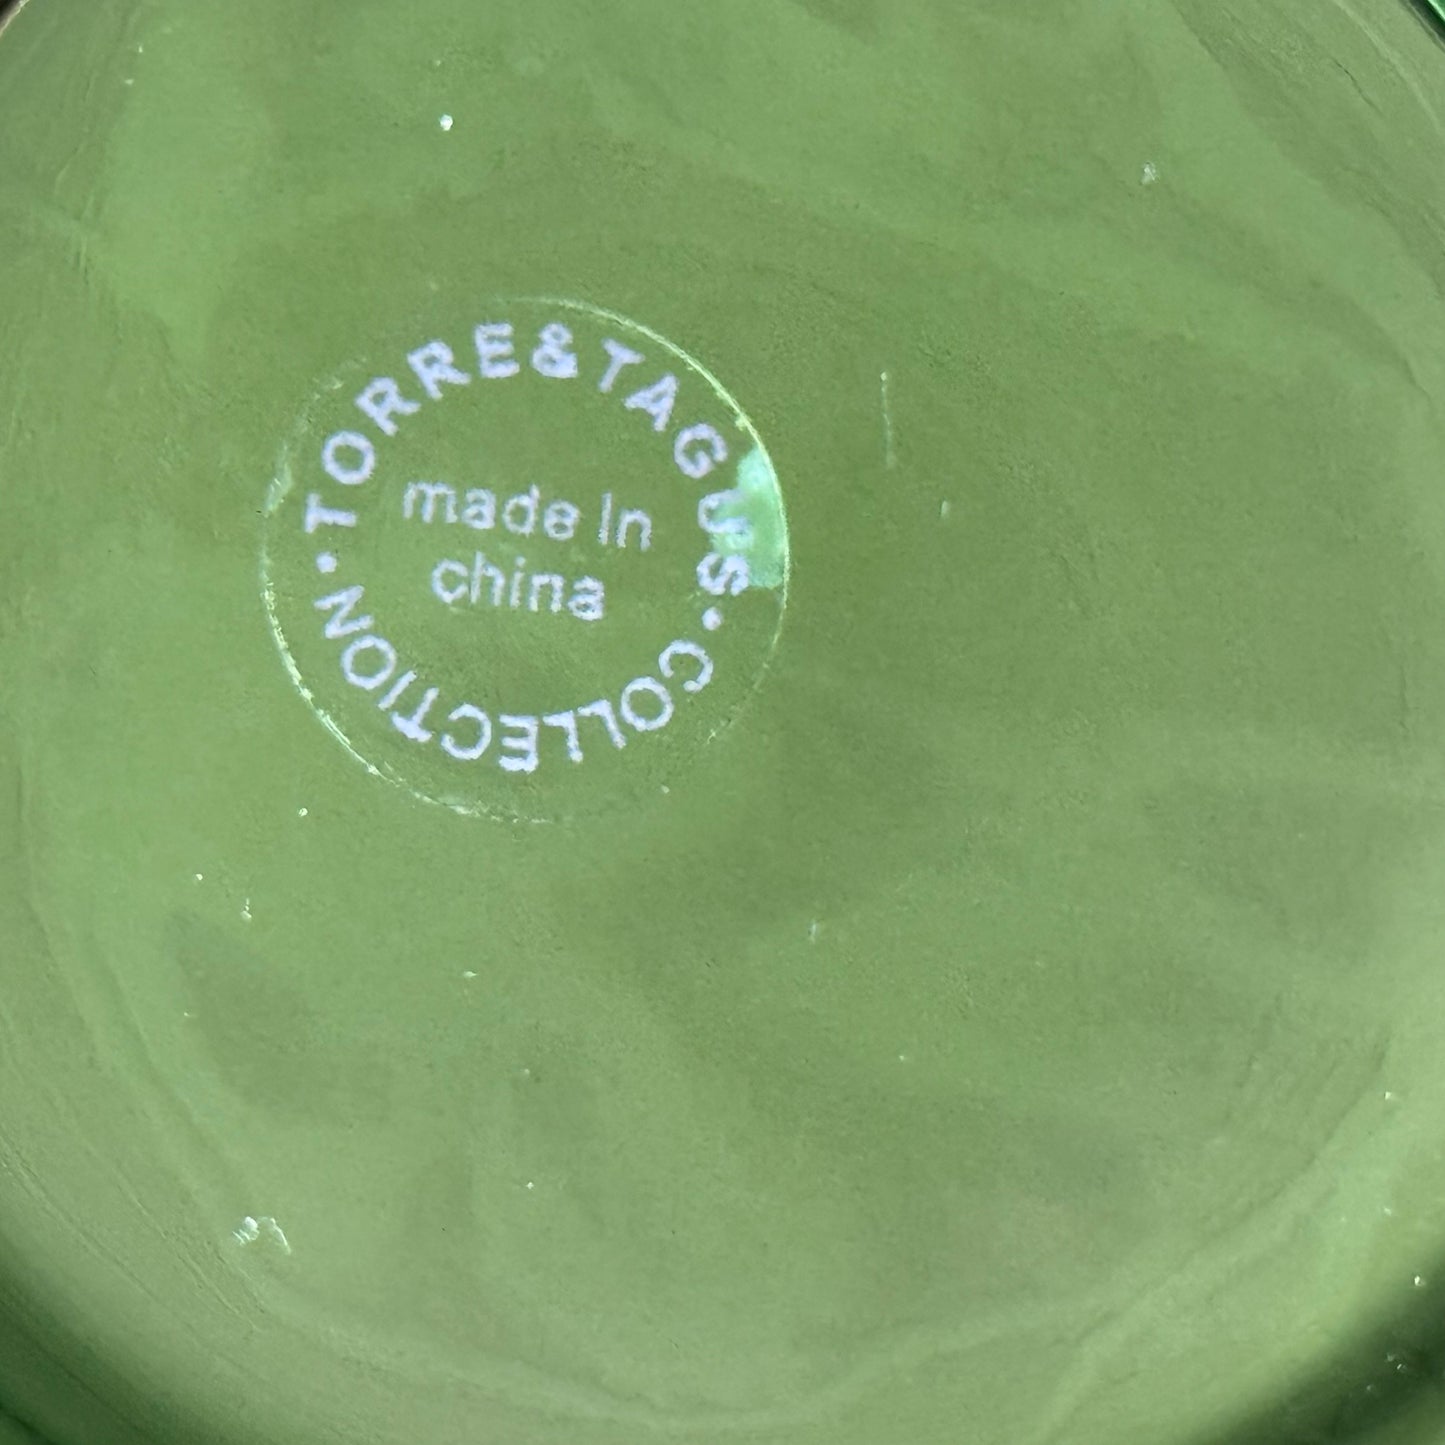 TORRE&TAGUS · COLLECTION ·
made in
china